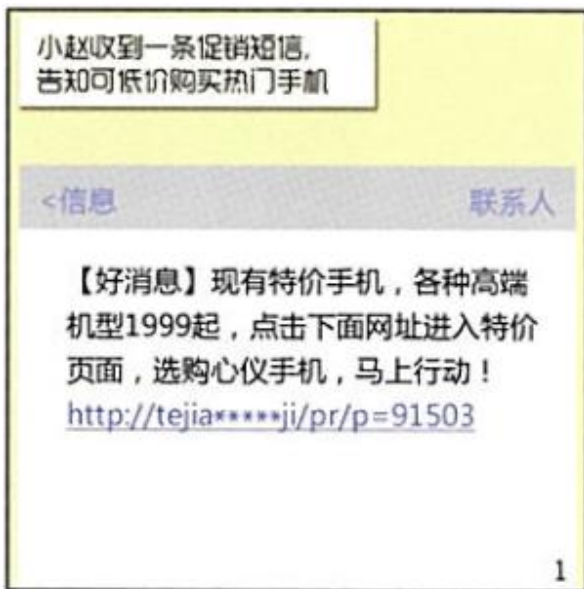 小赵收到一条促销短信,
告知可低价购买热门手机
<信息 联系人
【好消息】现有特价手机，各种高端
机型1999起，点击下面网址进入特价
页面，选购心仪手机，马上行动！
http://tejia*****ji/pr/p=91503
1